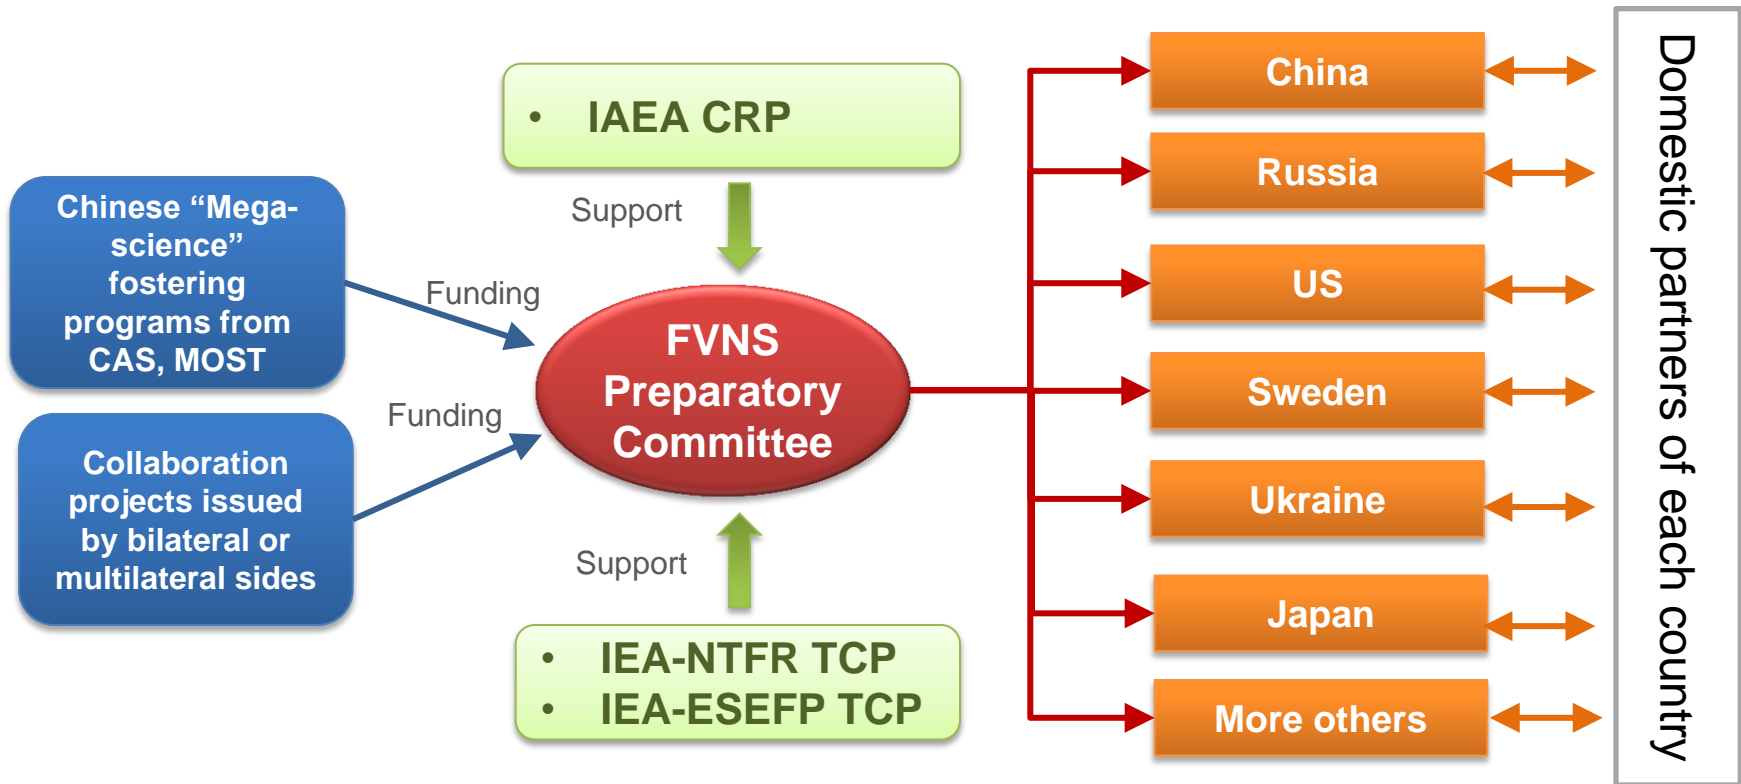 Chinese “Mega-
science”
fostering
programs from
CAS, MOST
Collaboration
projects issued
by bilateral or
multilateral sides
Funding
Funding
• IAEA CRP
Support
FVNS
Preparatory
Committee
Support
• IEA-NTFR TCP
• IEA-ESEFP TCP
China
Russia
US
Sweden
Ukraine
Japan
More others
Domestic partners of each country